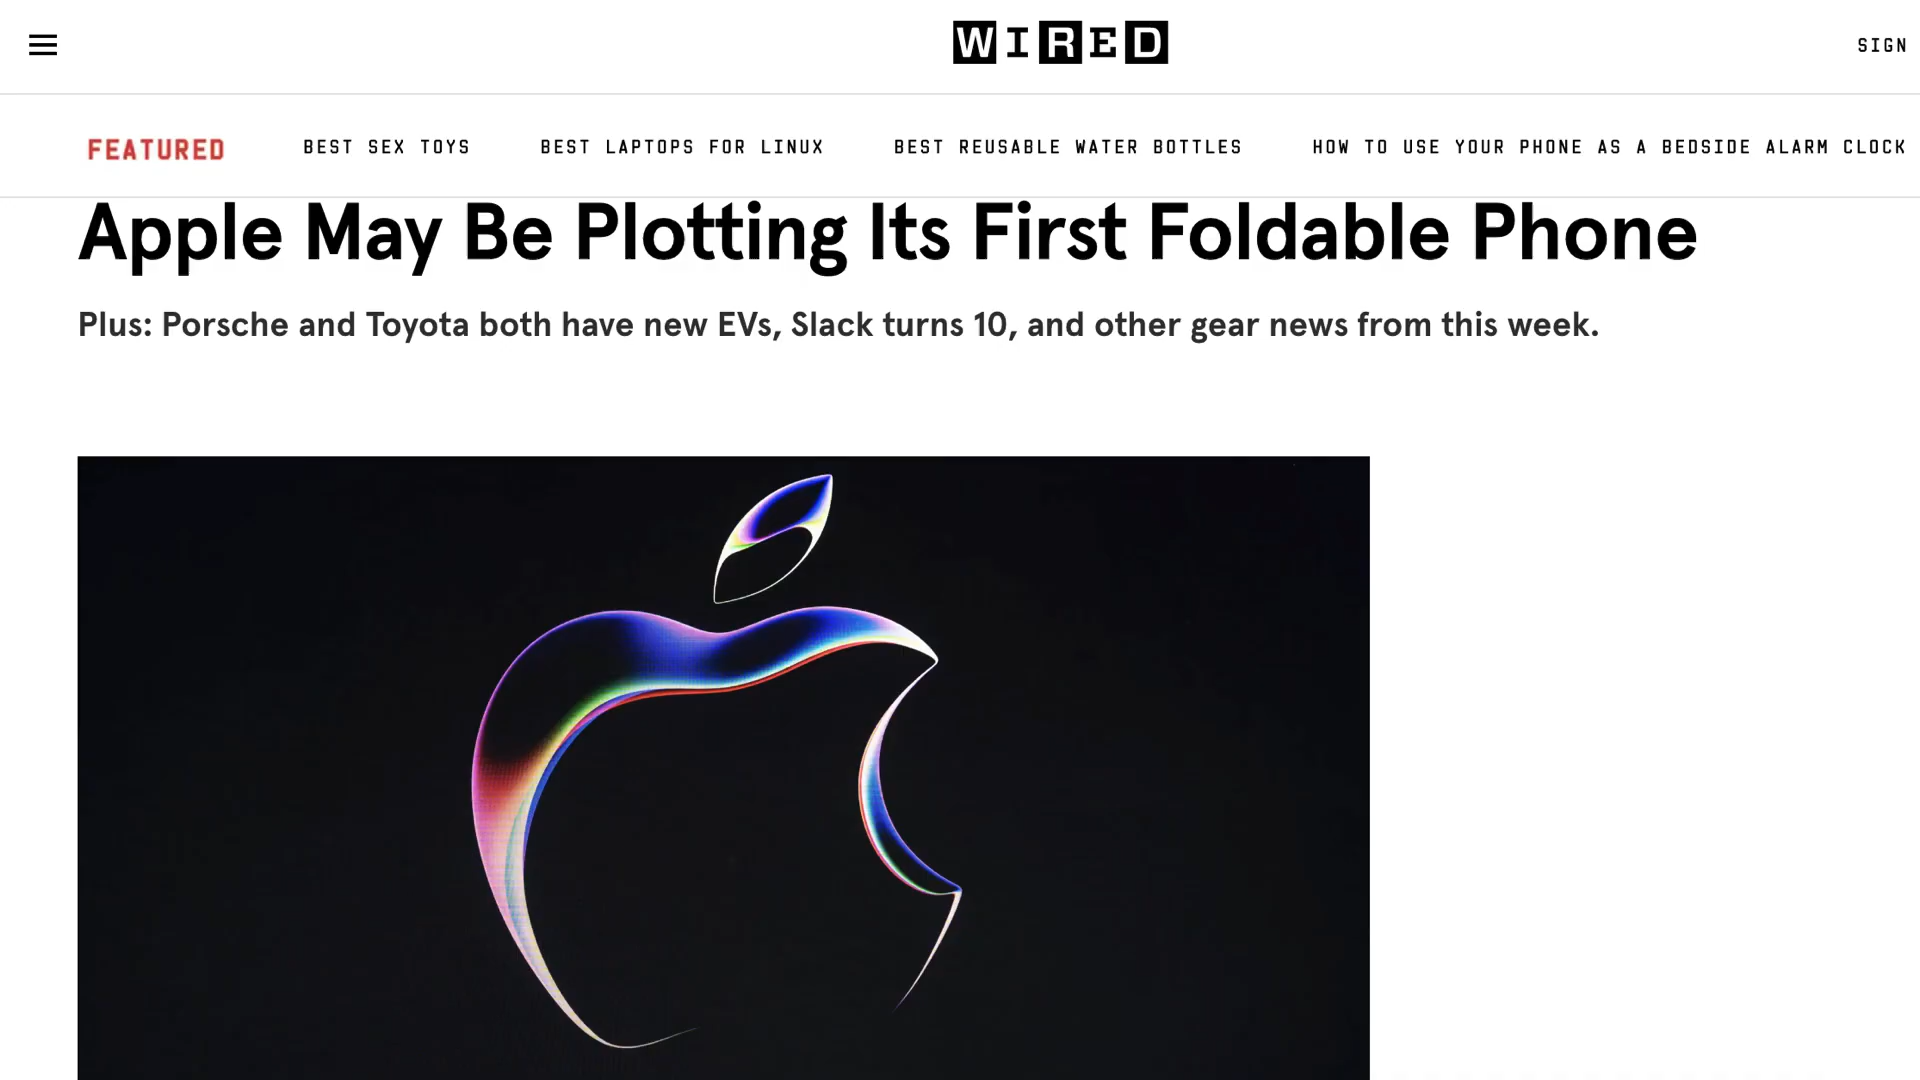 WIRED
SIGN
FEATURED
BEST SEX TOYS
BEST LAPTOPS FOR LINUX
BEST REUSABLE WATER BOTTLES
HOW TO USE YOUR PHONE AS A BEDSIDE ALARM CLOCK
Apple May Be Plotting Its First Foldable Phone
Plus: Porsche and Toyota both have new EVs, Slack turns 10, and other gear news from this week.